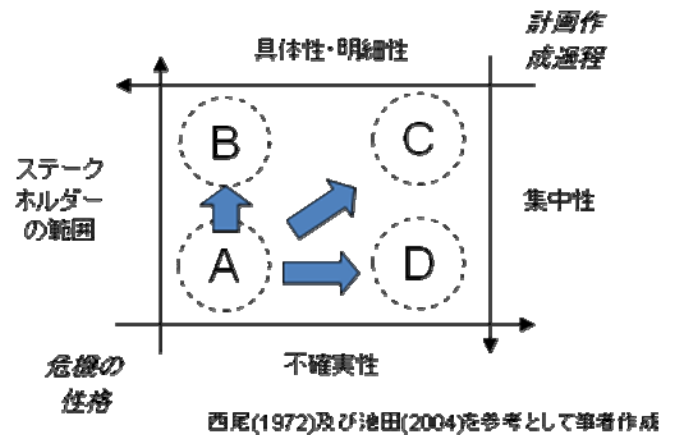 計画作
成過程
具体性・明細性
B
C
ステーク
ホルダー
の範囲
集中性
A
D
危機の
性格
不確実性
西尾(1972)及び池田(2004)を参考として筆者作成